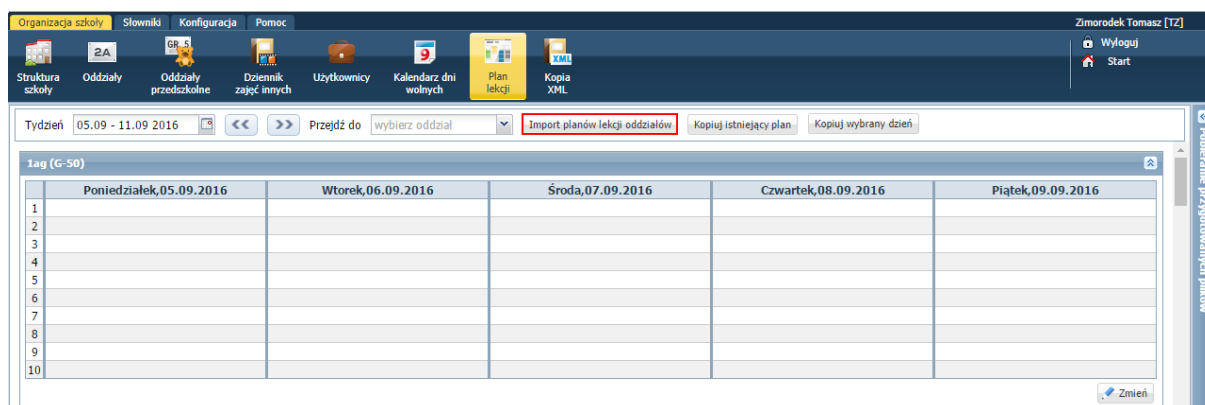 Organizacja szkoły Słowniki Konfiguracja Pomoc Zimorodek Tomasz [TZ]
2A GR 5 9 XML
Struktura szkoły Oddziały Oddziały przedszkolne Dziennik zajęć innych Użytkownicy Kalendarz dni wolnych Plan lekcji Kopia XML
Wyloguj
Start
Tydzień 05.09 - 11.09 2016 << >> Przejdź do wybierz oddział Import planów lekcji oddziałów Kopiuj istniejący plan Kopiuj wybrany dzień
1ag (G-50)
Poniedziałek,05.09.2016 Wtorek,06.09.2016 Środa,07.09.2016 Czwartek,08.09.2016 Piątek,09.09.2016
1
2
3
4
5
6
7
8
9
10
Zmień
Pobieranie przygotowanych plików